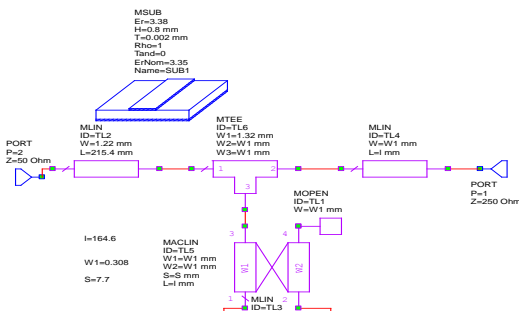 MSUB
Er=3.38
H=0.8 mm
T=0.002 mm
Rho=1
Tand=0
ErNom=3.35
Name=SUB1
PORT
P=2
Z=50 Ohm
MLIN
ID=TL2
W=1.22 mm
L=215.4 mm
MTEE
ID=TL6
W1=1.32 mm
W2=W1 mm
W3=W1 mm
1
2
3
MLIN
ID=TL4
W=W1 mm
L=l mm
PORT
P=1
Z=250 Ohm
MOPEN
ID=TL1
W=W1 mm
l=164.6
W1=0.308
S=7.7
MACLIN
ID=TL5
W1=W1 mm
W2=W1 mm
S=S mm
L=l mm
3
4
W1
W2
1
2
MLIN
ID=TL3